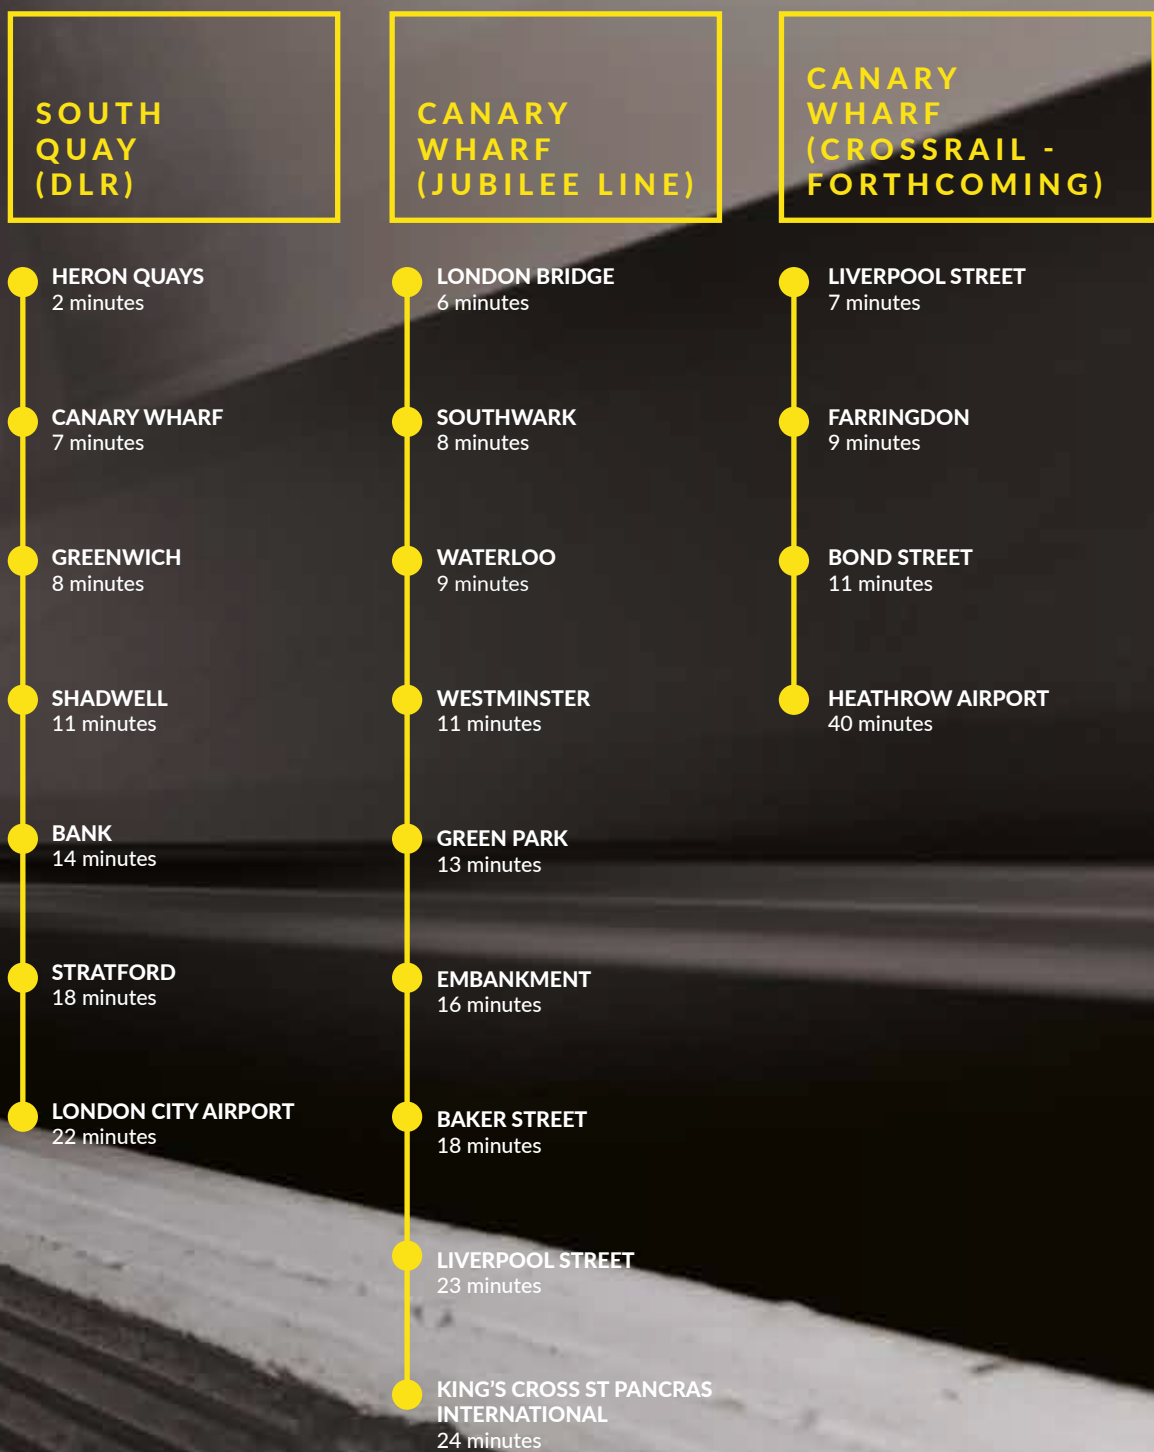 SOUTH
QUAY
(DLR)
HERON QUAYS
2 minutes
CANARY WHARF
7 minutes
GREENWICH
8 minutes
SHADWELL
11 minutes
BANK
14 minutes
STRATFORD
18 minutes
LONDON CITY AIRPORT
22 minutes
CANARY
WHARF
(JUBILEE LINE)
LONDON BRIDGE
6 minutes
SOUTHWARK
8 minutes
WATERLOO
9 minutes
WESTMINSTER
11 minutes
GREEN PARK
13 minutes
EMBANKMENT
16 minutes
BAKER STREET
18 minutes
LIVERPOOL STREET
23 minutes
KING'S CROSS ST PANCRAS
INTERNATIONAL
24 minutes
CANARY
WHARF
(CROSSRAIL -
FORTHCOMING)
LIVERPOOL STREET
7 minutes
FARRINGDON
9 minutes
BOND STREET
11 minutes
HEATHROW AIRPORT
40 minutes